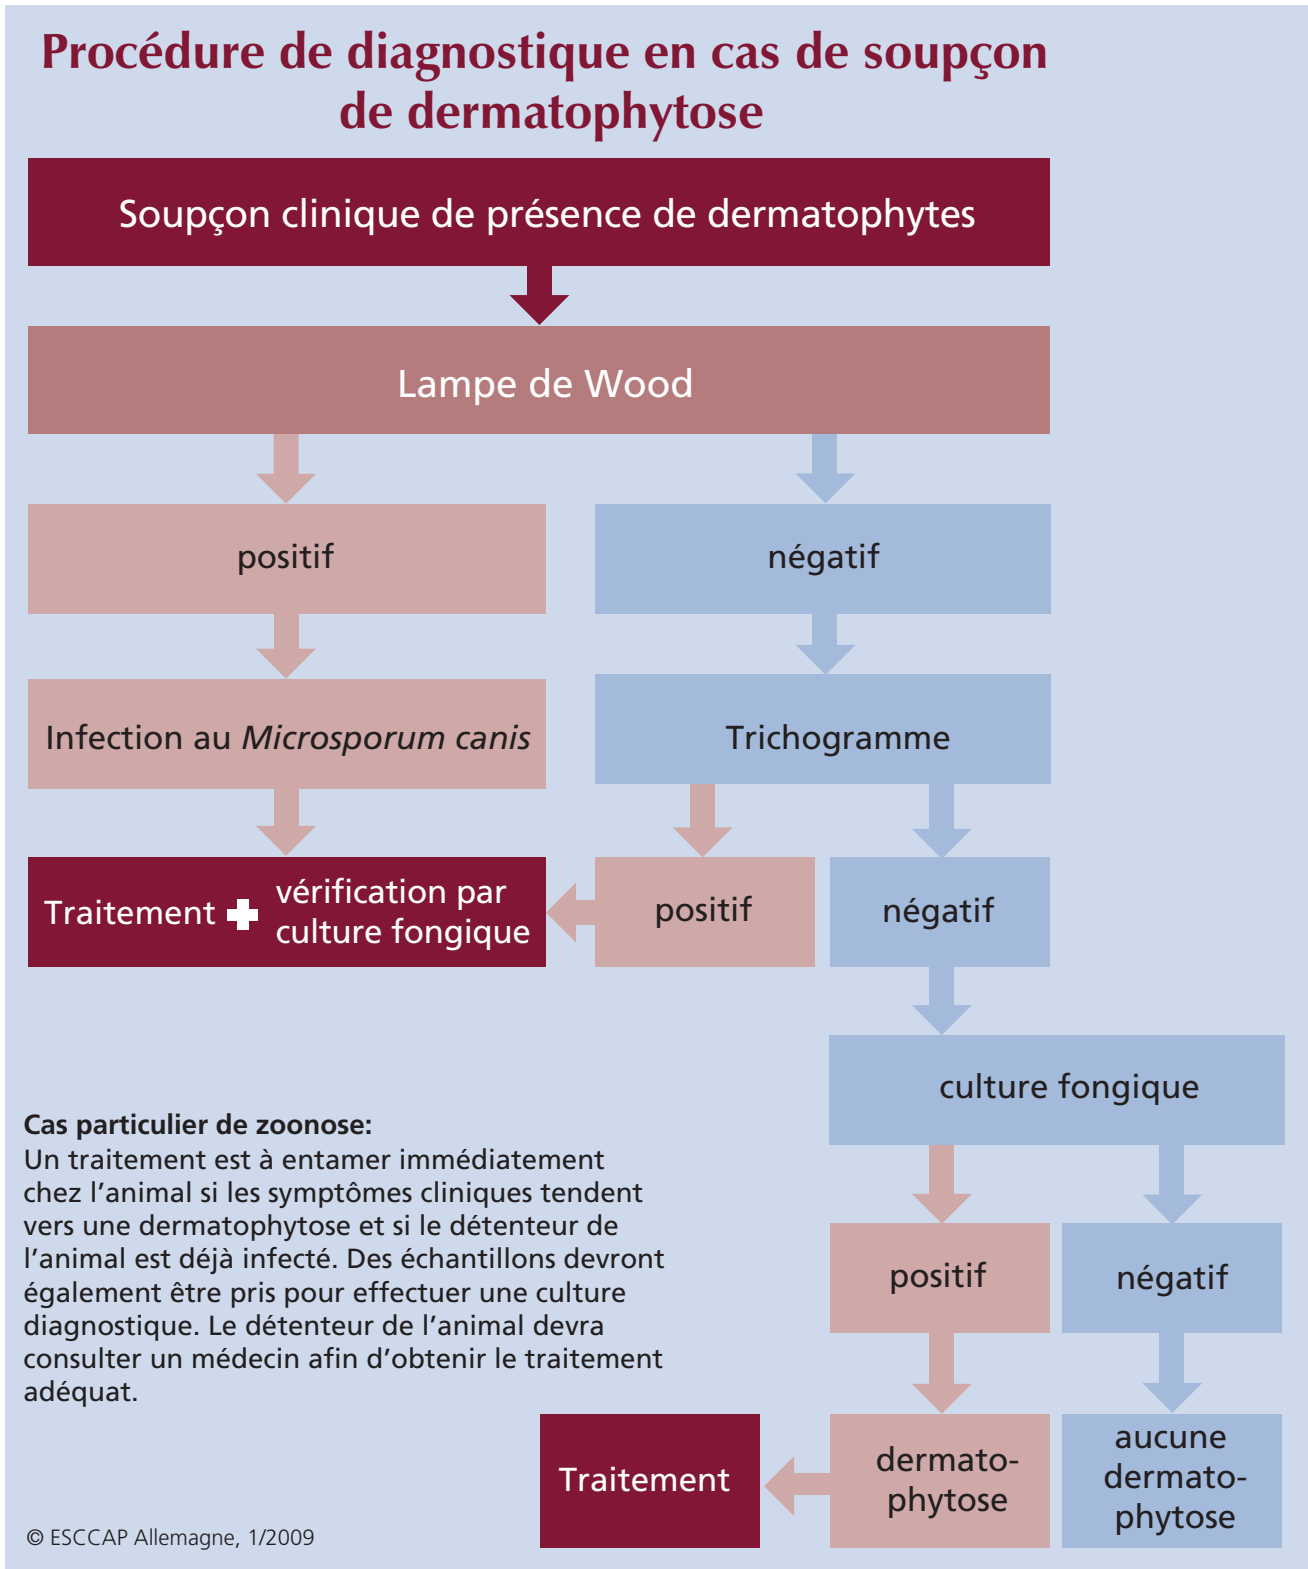 Procédure de diagnostique en cas de soupçon
de dermatophytose
Soupçon clinique de présence de dermatophytes
Lampe de Wood
positif
négatif
Infection au Microsporum canis
Trichogramme
Traitement + vérification par
culture fongique
positif
négatif
culture fongique
Cas particulier de zoonose:
Un traitement est à entamer immédiatement
chez l'animal si les symptômes cliniques tendent
vers une dermatophytose et si le détenteur de
l'animal est déjà infecté. Des échantillons devront
également être pris pour effectuer une culture
diagnostique. Le détenteur de l'animal devra
consulter un médecin afin d'obtenir le traitement
adéquat.
positif
négatif
Traitement
dermato-
phytose
aucune
dermato-
phytose
© ESCCAP Allemagne, 1/2009